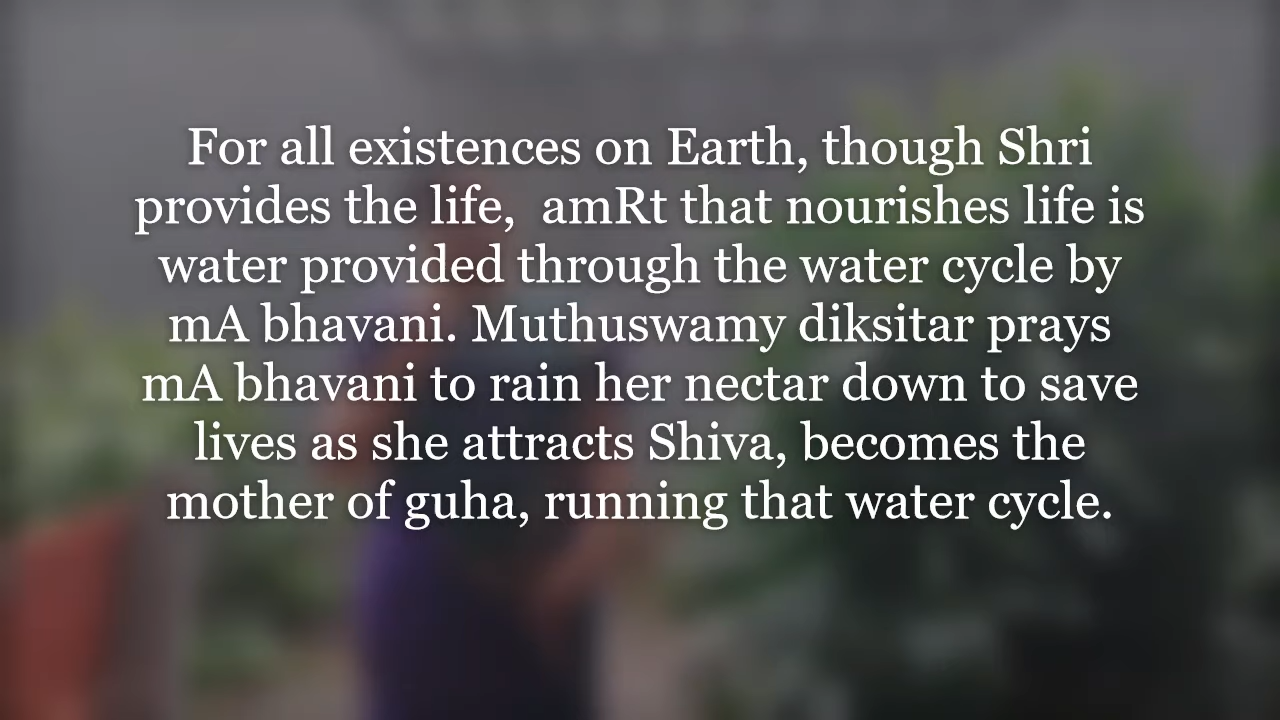 For all existences on Earth, though Shri
provides the life,  amRt that nourishes life is
water provided through the water cycle by
mA bhavani. Muthuswamy diksitar prays
mA bhavani to rain her nectar down to save
lives as she attracts Shiva, becomes the
mother of guha, running that water cycle.